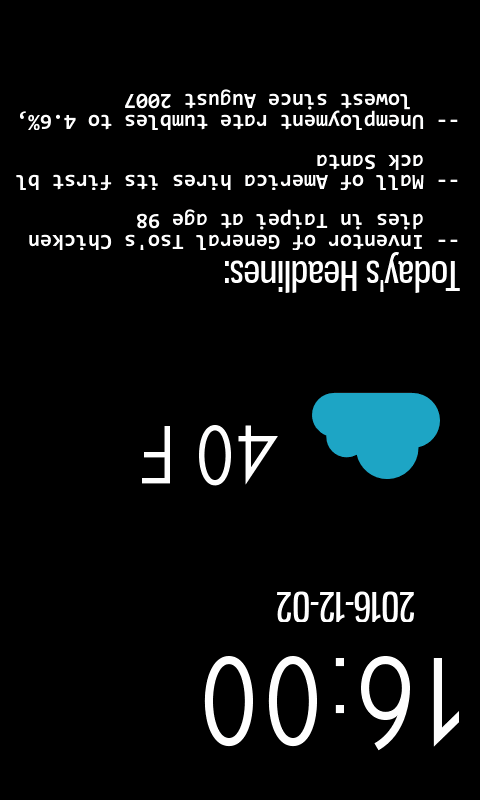 16:00
2016-12-02
40 F
Today's Headlines:
-- Inventor of General Tso's Chicken
dies in Taipei at age 98
-- Mall of America hires its first bl
ack Santa
-- Unemployment rate tumbles to 4.6%,
lowest since August 2007